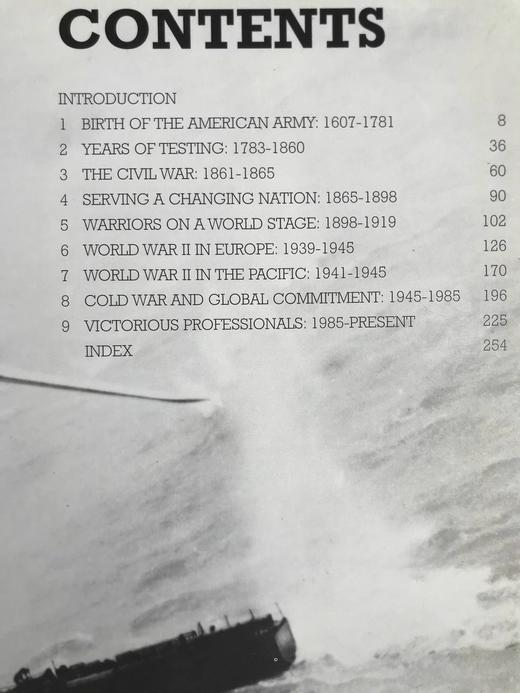 CONTENTS
INTRODUCTION
1 BIRTH OF THE AMERICAN ARMY: 1607-1781 8
2 YEARS OF TESTING: 1783-1860 36
3 THE CIVIL WAR: 1861-1865 60
4 SERVING A CHANGING NATION: 1865-1898 90
5 WARRIORS ON A WORLD STAGE: 1898-1919 102
6 WORLD WAR II IN EUROPE: 1939-1945 126
7 WORLD WAR II IN THE PACIFIC: 1941-1945 170
8 COLD WAR AND GLOBAL COMMITMENT: 1945-1985 196
9 VICTORIOUS PROFESSIONALS: 1985-PRESENT 225
INDEX 254